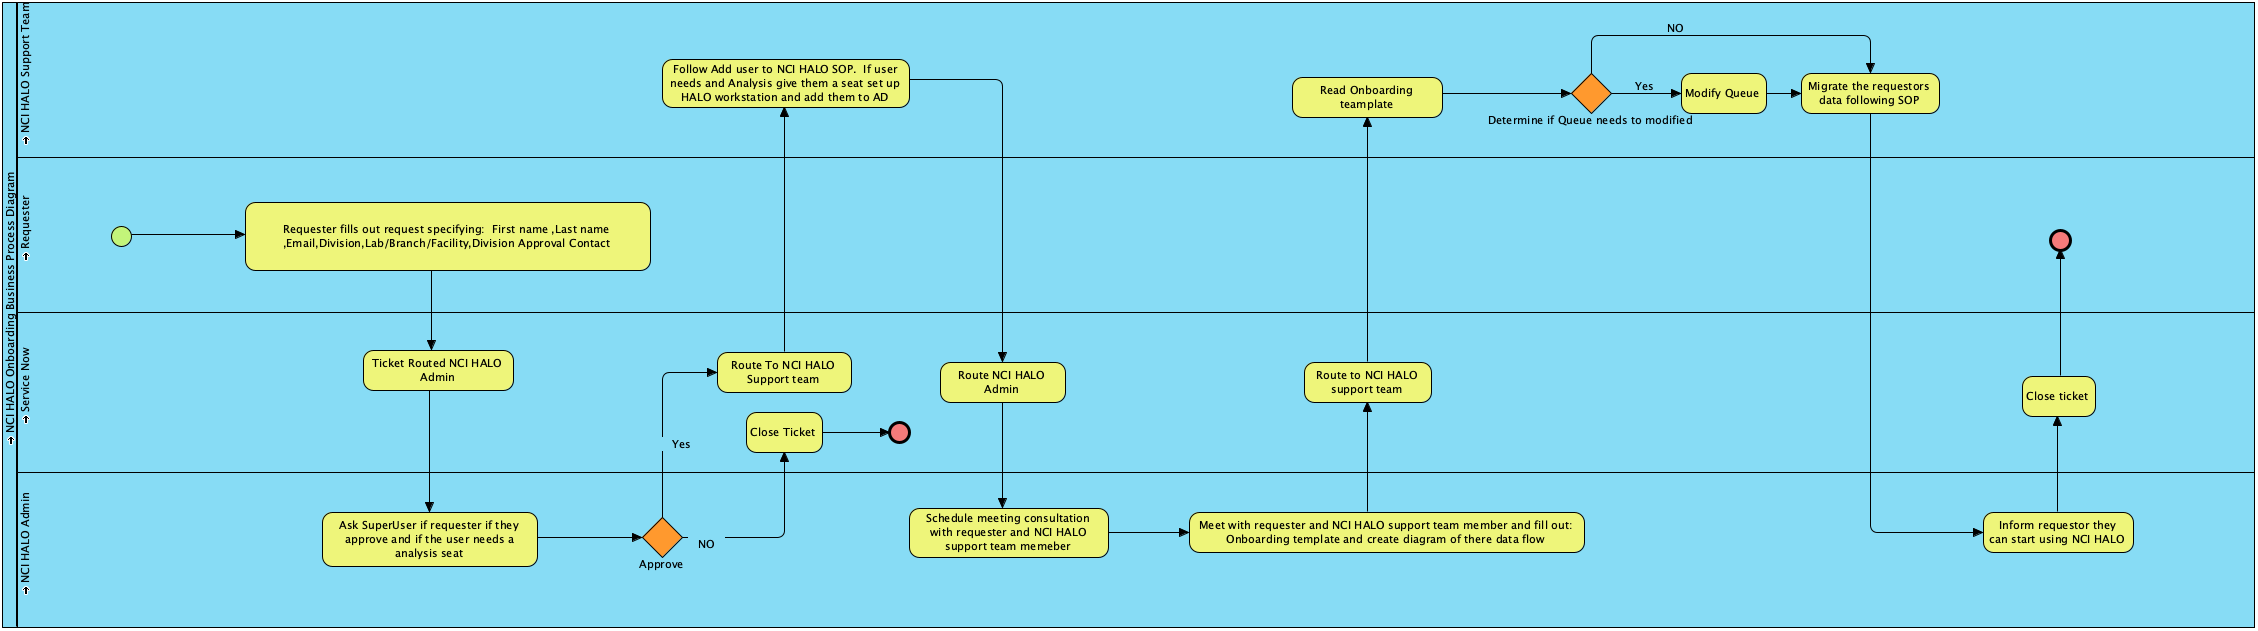 NCI HALO Onboarding Business Process Diagram
NCI HALO Support Team
Follow Add user to NCI HALO SOP.  If user
needs and Analysis give them a seat set up
HALO workstation and add them to AD
Read Onboarding
teamplate
NO
Yes
Determine if Queue needs to modified
Modify Queue
Migrate the requestors
data following SOP
Requester
Requester fills out request specifying:  First name ,Last name
,Email,Division,Lab/Branch/Facility,Division Approval Contact
Service Now
Ticket Routed NCI HALO
Admin
Route To NCI HALO
Support team
Yes
Close Ticket
Route NCI HALO
Admin
Route to NCI HALO
support team
Close ticket
NCI HALO Admin
Ask SuperUser if requester if they
approve and if the user needs a
analysis seat
Approve
NO
Schedule meeting consultation
with requester and NCI HALO
support team memeber
Meet with requester and NCI HALO support team member and fill out:
Onboarding template and create diagram of there data flow
Inform requestor they
can start using NCI HALO